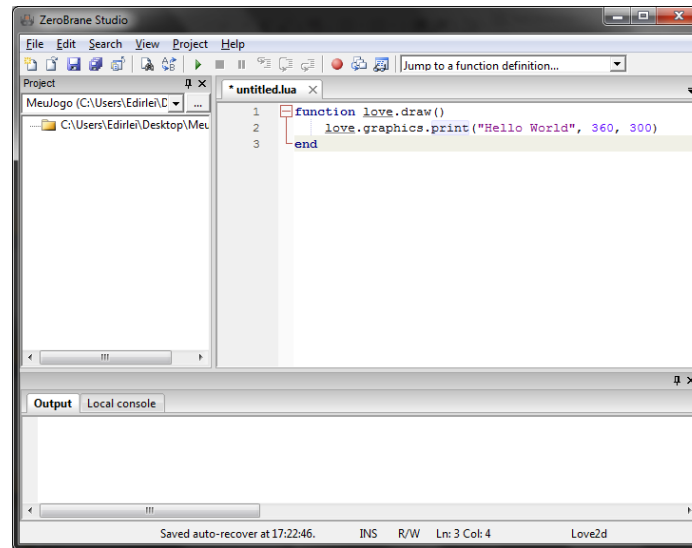 ZeroBrane Studio
File Edit Search View Project Help
Jump to a function definition...
Project
MeuJogo (C:\Users\Edirlei\D ...
C:\Users\Edirlei\Desktop\Meu
* untitled.lua
1 function love.draw()
2 love.graphics.print("Hello World", 360, 300)
3 end
Output Local console
Saved auto-recover at 17:22:46. INS R/W Ln: 3 Col: 4 Love2d